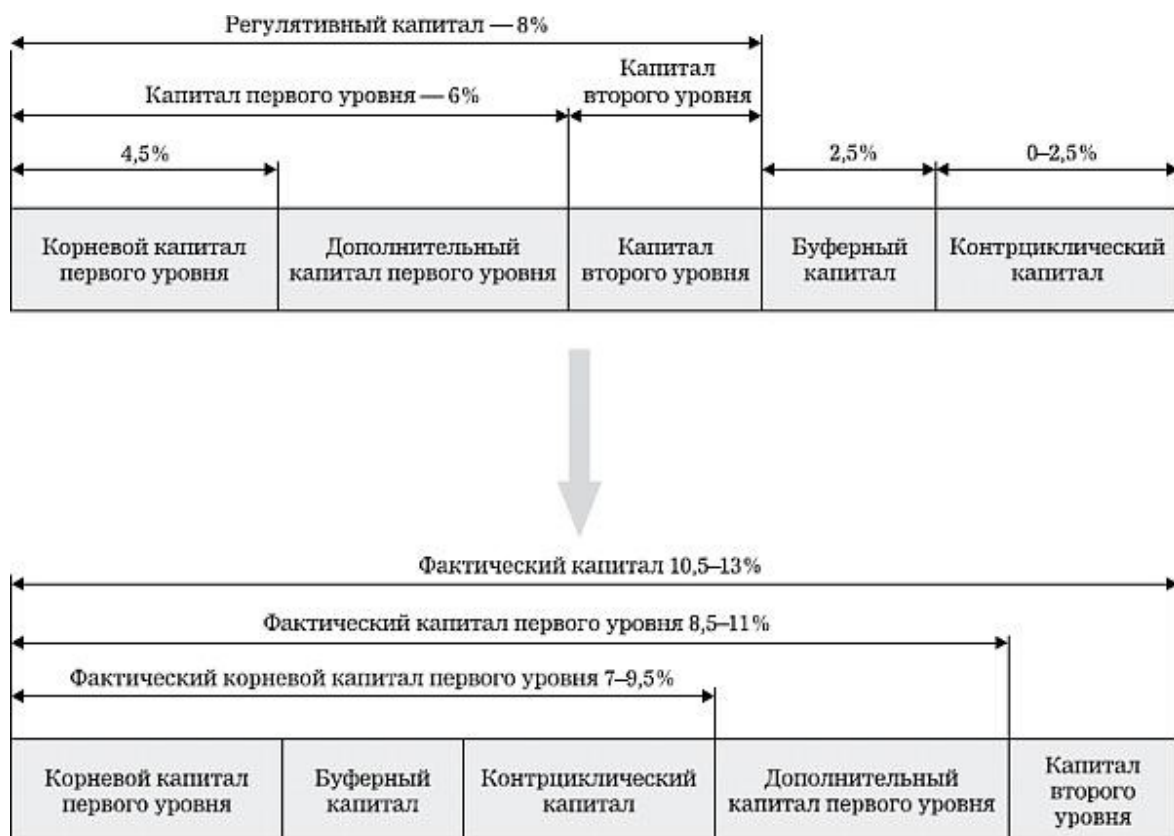 Регулятивный капитал — 8%
Капитал первого уровня — 6%
Капитал
второго уровня
4,5%
2,5%
0–2,5%
Корневой капитал
первого уровня
Дополнительный
капитал первого уровня
Капитал
второго уровня
Буферный
капитал
Контрциклический
капитал
Фактический капитал 10,5–13%
Фактический капитал первого уровня 8,5–11%
Фактический корневой капитал первого уровня 7–9,5%
Корневой капитал
первого уровня
Буферный
капитал
Контрциклический
капитал
Дополнительный
капитал первого уровня
Капитал
второго
уровня